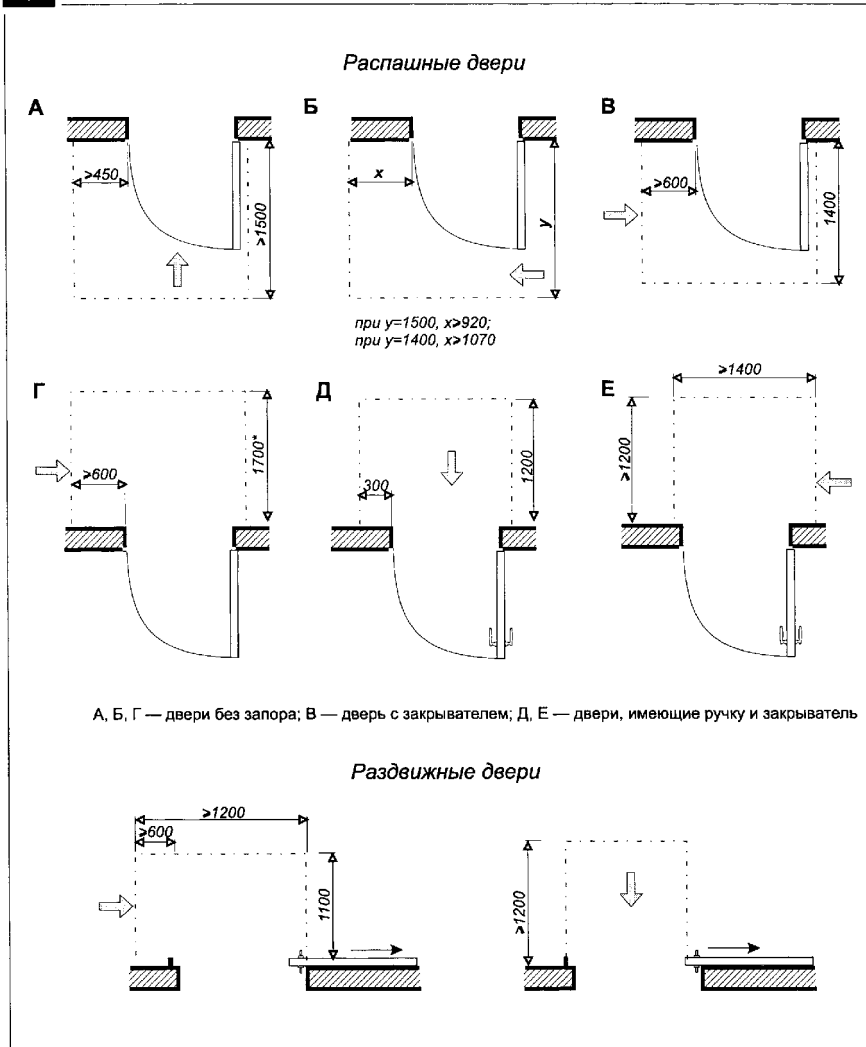 Распашные двери
А
Б
В
>450
>1500
x
y
>600
1400
при y=1500, x>920;
при y=1400, x>1070
Г
Д
Е
>600
1700*
300
1200
>1400
>1200
А, Б, Г — двери без запора; В — дверь с закрывателем; Д, Е — двери, имеющие ручку и закрыватель
Раздвижные двери
>1200
>600
1100
>1200